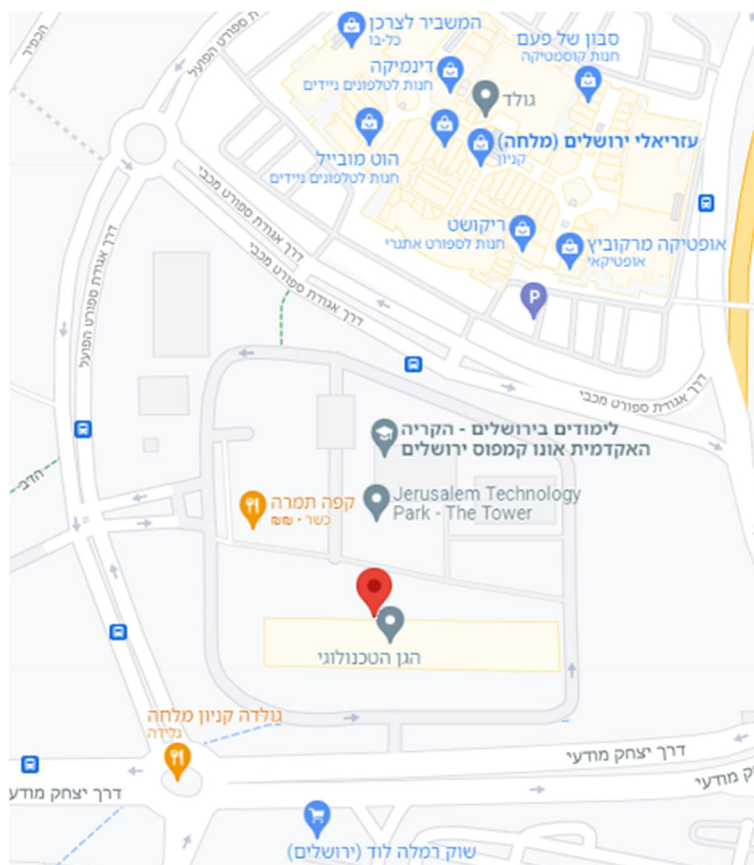 המשביר לצרכן
כל-בו
סבון של פעם
חנות קוסמטיקה
דינמיקה
חנות לטלפונים ניידים
גולד
הכפיר
דרך אגודת ספורט הפועל
עזריאלי ירושלים (מלחה)
קניון
הוט מובייל
חנות לטלפונים ניידים
ריקושט
חנות לספורט אתגרי
אופטיקה מרקוביץ
אופטיקאי
דרך אגודת ספורט מכבי
דרך אגודת ספורט מכבי
דרך אגודת ספורט הפועל
P
דרך אגודת ספורט מכבי
לימודים בירושלים - הקריה
האקדמית אונו קמפוס ירושלים
הדב
קפה תמרה
כשר • ₪₪
Jerusalem Technology
Park - The Tower
הגן הטכנולוגי
גולדה קניון מלחה
גלידה
דרך יצחק מודעי
דרך יצחק מודעי
ק מודעי
שוק רמלה לוד (ירושלים)